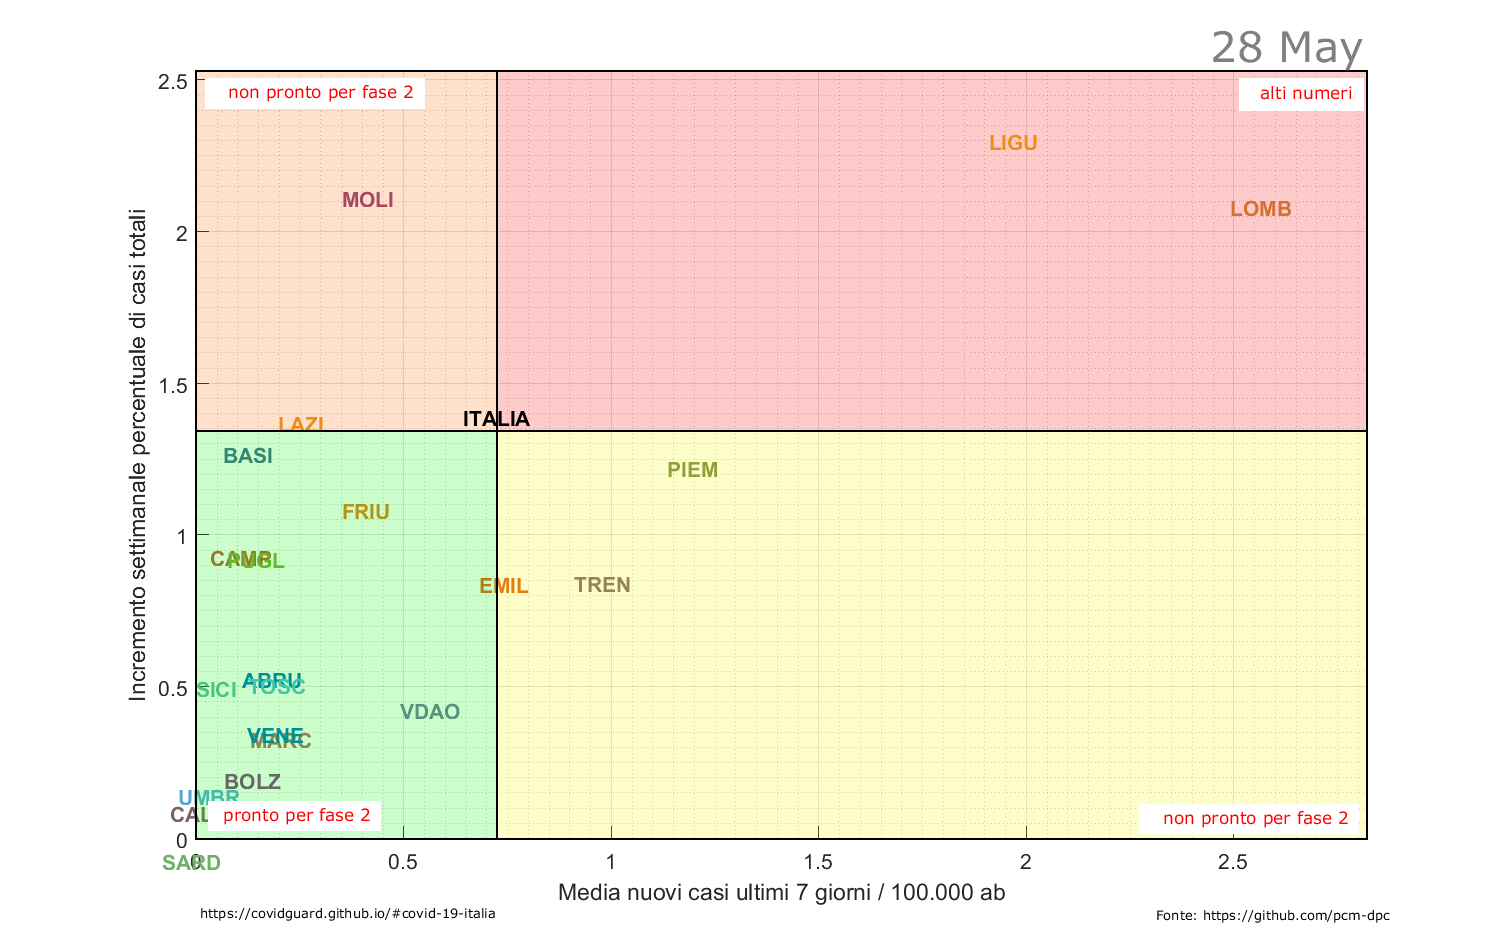 28 May
non pronto per fase 2
alti numeri
2.5
LIGU
MOLI
LOMB
2
Incremento settimanale percentuale di casi totali
1.5
ITALIA
LAZI
BASI
PIEM
FRIU
1
CAMP
PUGL
EMIL
TREN
ABRU
TOSC
SICI
0.5
VDAO
VENE
MARC
BOLZ
UMBR
CAL
pronto per fase 2
non pronto per fase 2
0
SARD
0
0.5
1
1.5
2
2.5
Media nuovi casi ultimi 7 giorni / 100.000 ab
https://covidguard.github.io/#covid-19-italia
Fonte: https://github.com/pcm-dpc